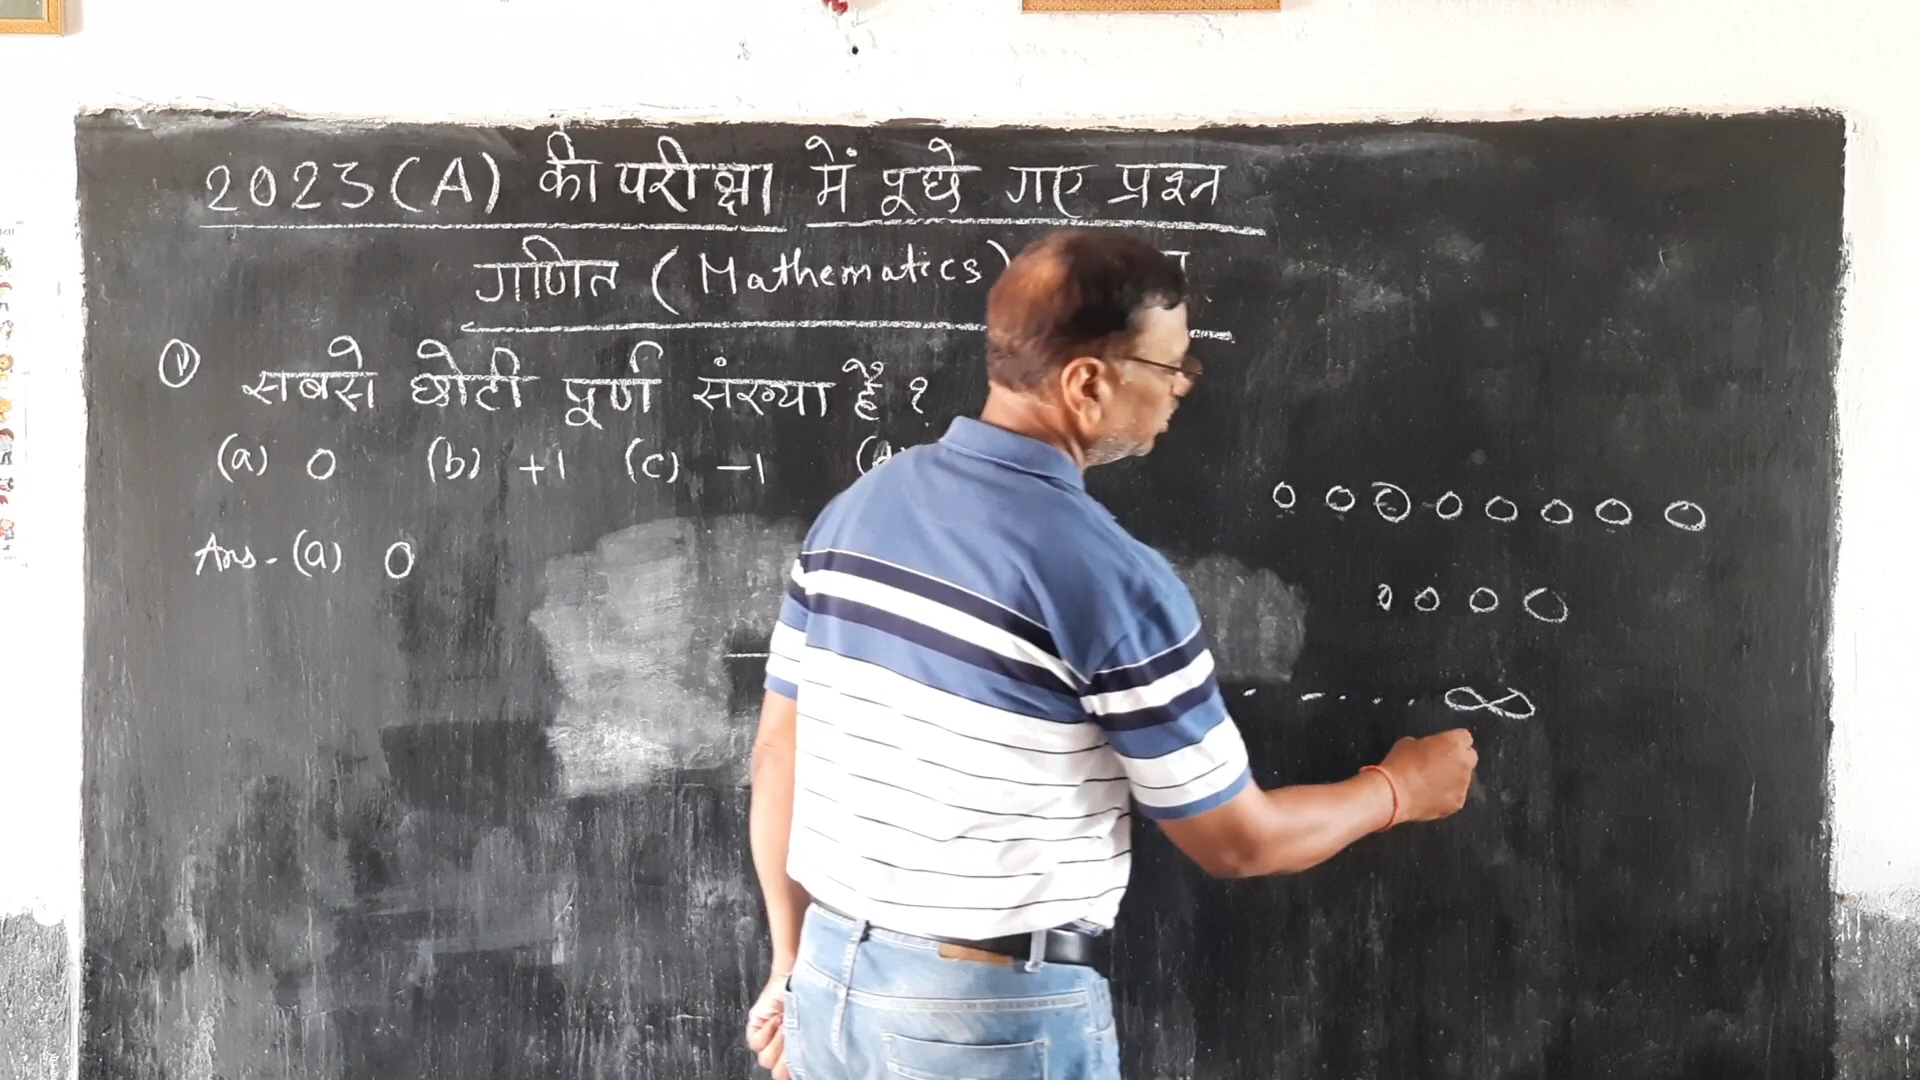 2023 (A) की परीक्षा में पूछे गए प्रश्न
गणित (Mathematics)
① सबसे छोटी पूर्ण संख्या है ?
(a) 0 (b) +1 (c) -1
Ans - (a) 0
0 0 0 0 0 0 0 0
0 0 0
- - . . . ∞